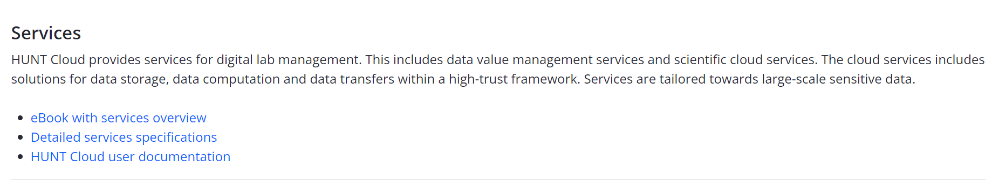 Services
HUNT Cloud provides services for digital lab management. This includes data value management services and scientific cloud services. The cloud services includes
solutions for data storage, data computation and data transfers within a high-trust framework. Services are tailored towards large-scale sensitive data.
eBook with services overview
Detailed services specifications
HUNT Cloud user documentation